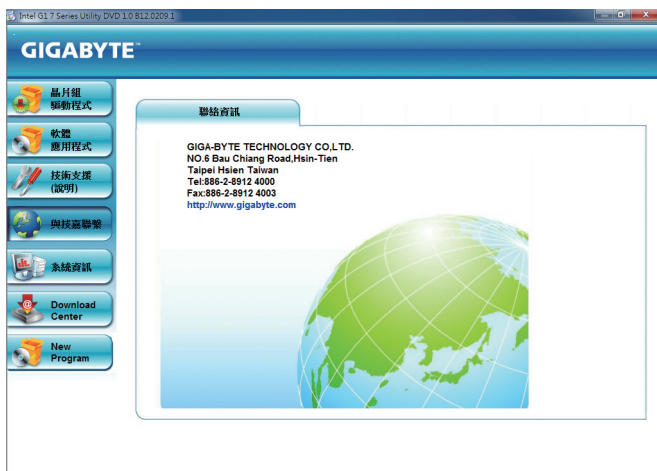 Intel G1 7 Series Utility DVD 1.0 B12.0209.1
GIGABYTE™
晶片組
驅動程式
軟體
應用程式
技術支援
(說明)
與技嘉聯繫
系統資訊
Download
Center
New
Program
聯絡資訊
GIGA-BYTE TECHNOLOGY CO,LTD.
NO.6 Bau Chiang Road,Hsin-Tien
Taipei Hsien Taiwan
Tel:886-2-8912 4000
Fax:886-2-8912 4003
http://www.gigabyte.com